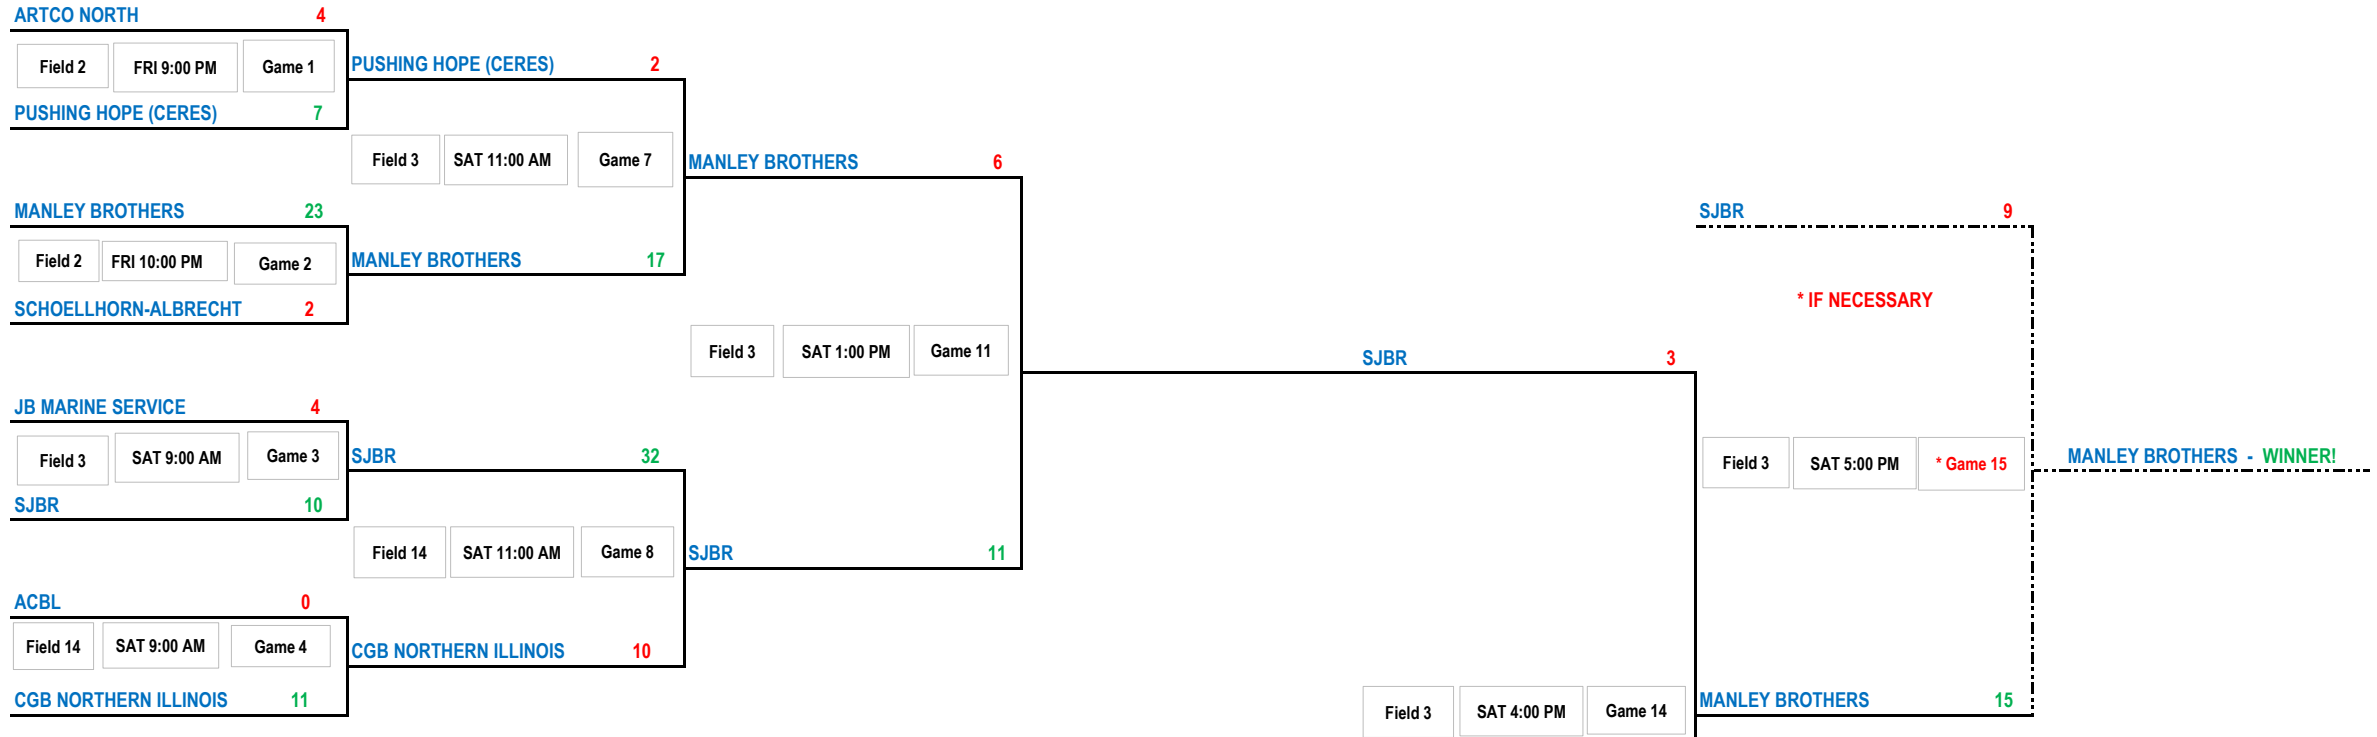 ARTCO NORTH 4
Field 2 FRI 9:00 PM Game 1
PUSHING HOPE (CERES) 2
PUSHING HOPE (CERES) 7
Field 3 SAT 11:00 AM Game 7
MANLEY BROTHERS 6
MANLEY BROTHERS 23
SJBR 9
Field 2 FRI 10:00 PM Game 2
MANLEY BROTHERS 17
SCHOELLHORN-ALBRECHT 2
* IF NECESSARY
Field 3 SAT 1:00 PM Game 11
SJBR 3
JB MARINE SERVICE 4
Field 3 SAT 9:00 AM Game 3
SJBR 32
Field 3 SAT 5:00 PM * Game 15
MANLEY BROTHERS - WINNER!
SJBR 10
Field 14 SAT 11:00 AM Game 8
SJBR 11
ACBL 0
Field 14 SAT 9:00 AM Game 4
CGB NORTHERN ILLINOIS 10
CGB NORTHERN ILLINOIS 11
Field 3 SAT 4:00 PM Game 14
MANLEY BROTHERS 15